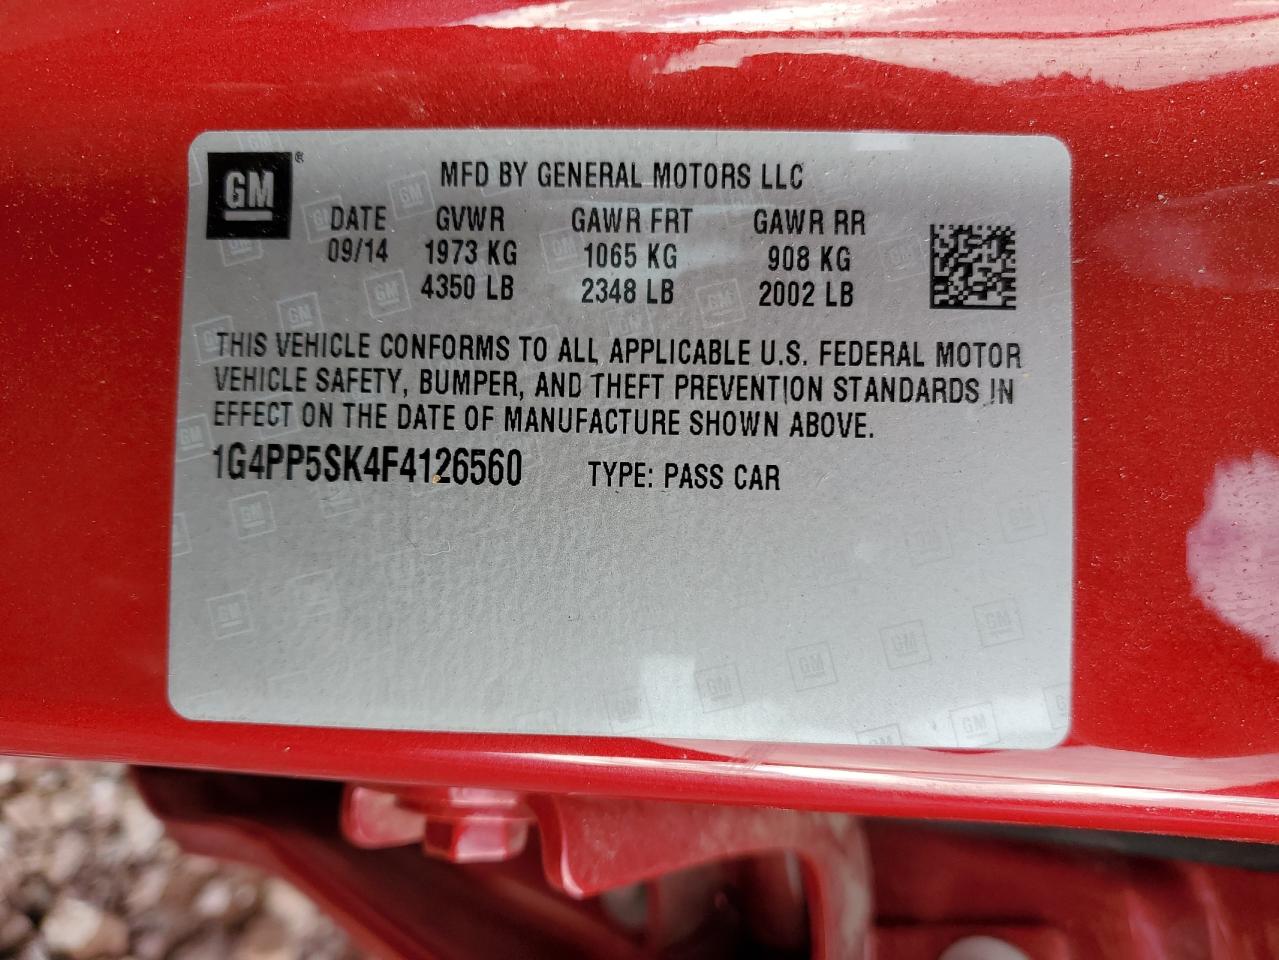 GM®
MFD BY GENERAL MOTORS LLC
DATE GVWR GAWR FRT GAWR RR
09/14 1973 KG 1065 KG 908 KG
4350 LB 2348 LB 2002 LB
THIS VEHICLE CONFORMS TO ALL APPLICABLE U.S. FEDERAL MOTOR
VEHICLE SAFETY, BUMPER, AND THEFT PREVENTION STANDARDS IN
EFFECT ON THE DATE OF MANUFACTURE SHOWN ABOVE.
1G4PP5SK4F4126560 TYPE: PASS CAR